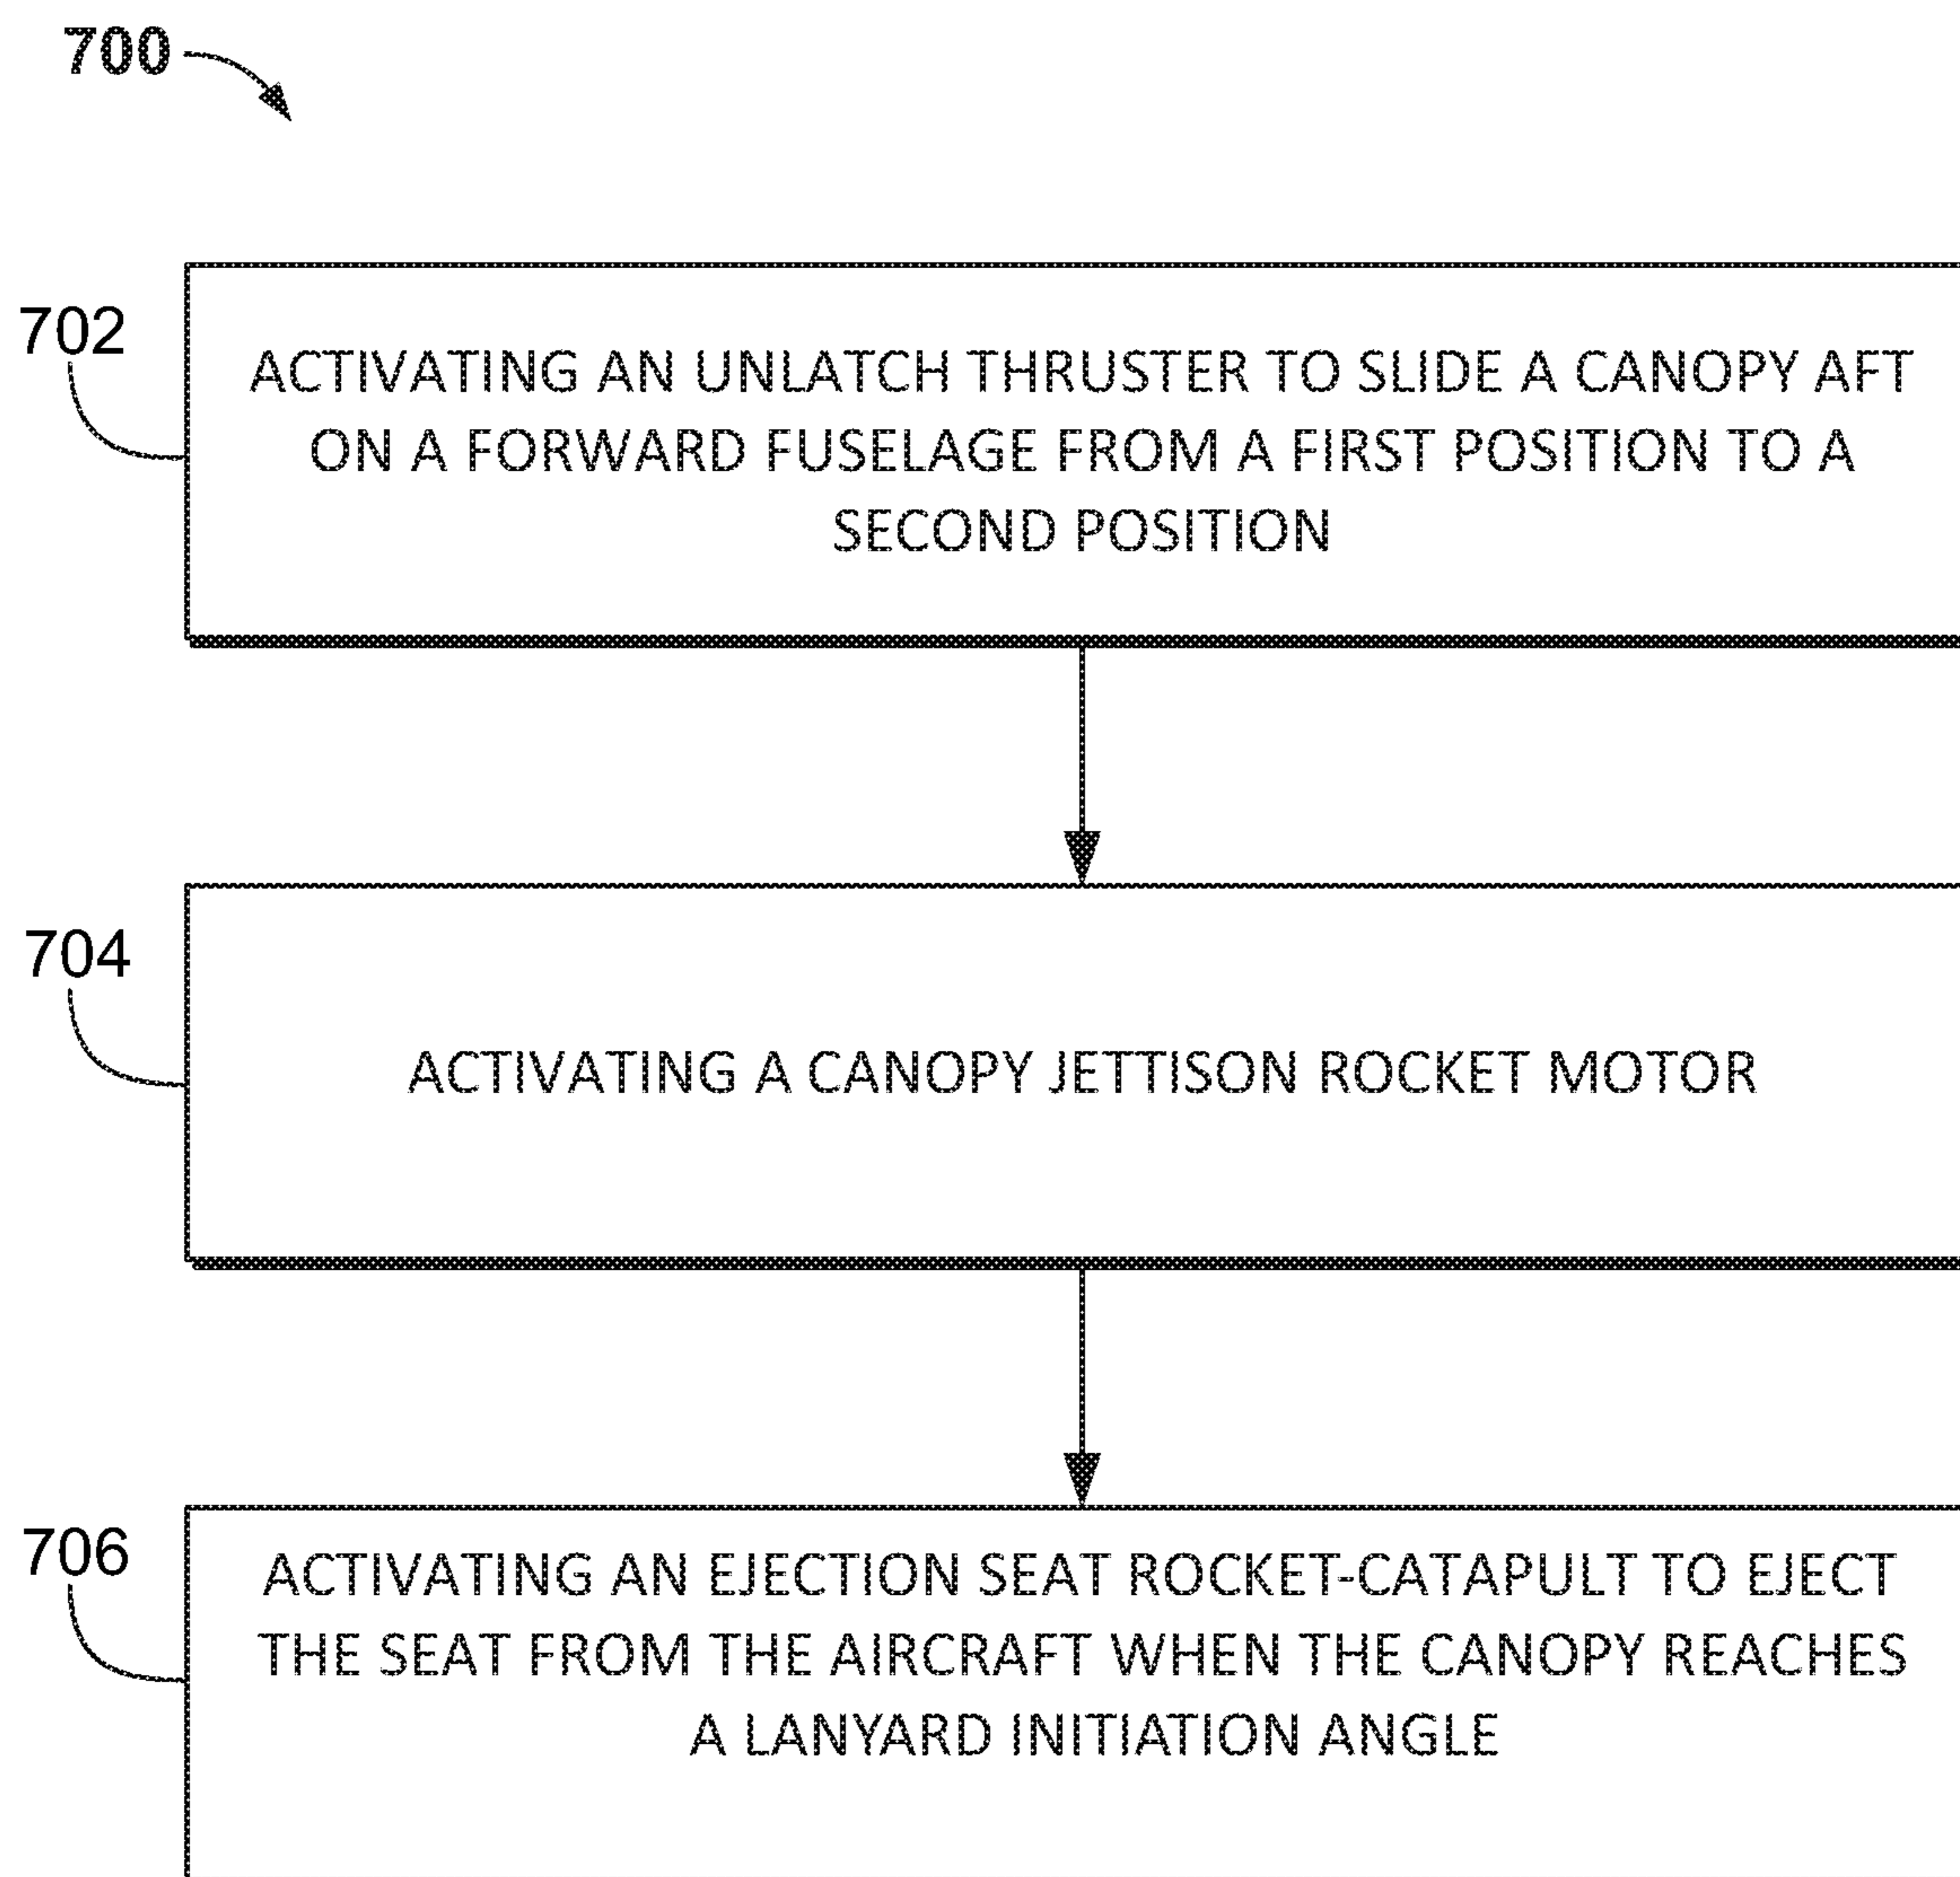 700
702
ACTIVATING AN UNLATCH THRUSTER TO SLIDE A CANOPY AFT
ON A FORWARD FUSELAGE FROM A FIRST POSITION TO A
SECOND POSITION
704
ACTIVATING A CANOPY JETTISON ROCKET MOTOR
706
ACTIVATING AN EJECTION SEAT ROCKET-CATAPULT TO EJECT
THE SEAT FROM THE AIRCRAFT WHEN THE CANOPY REACHES
A LANYARD INITIATION ANGLE